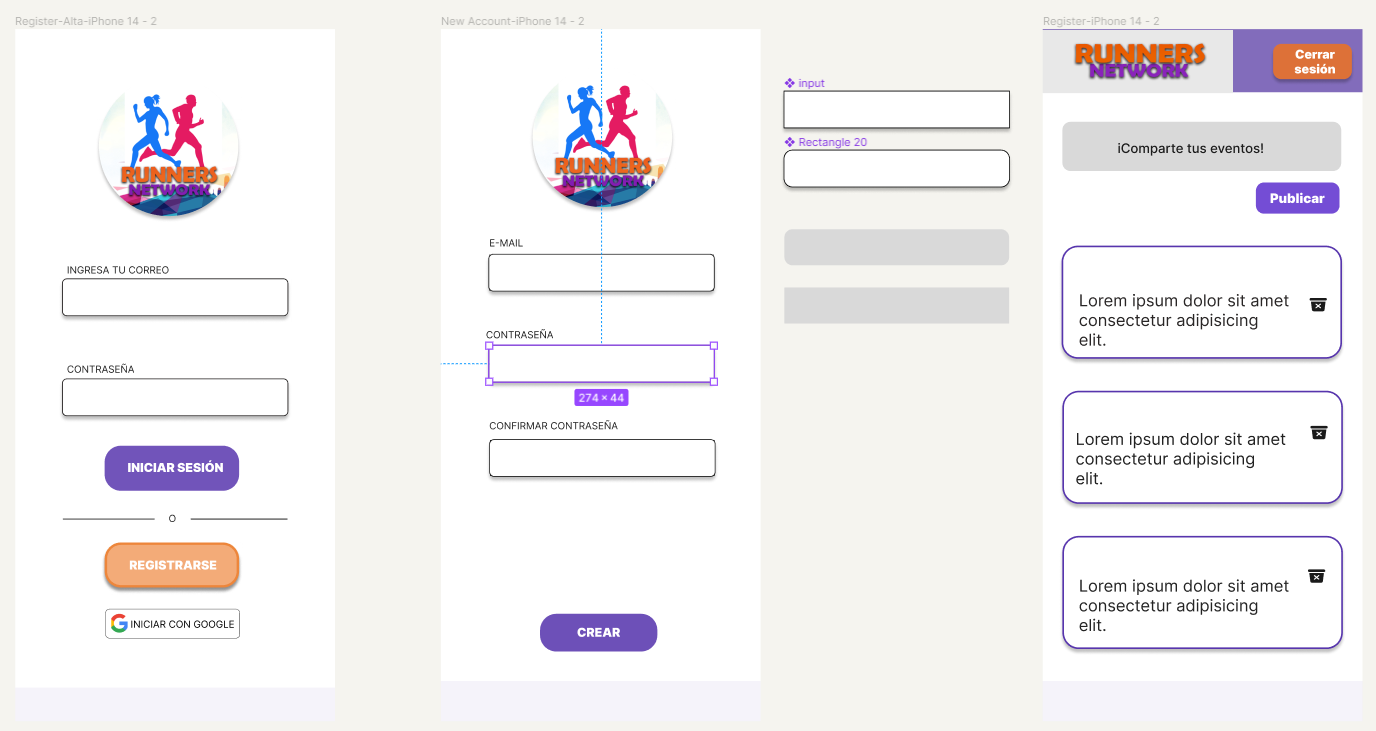 Register-Alta-iPhone 14 - 2
RUNNERS
NETWORK
INGRESA TU CORREO
CONTRASEÑA
INICIAR SESIÓN
O
REGISTRARSE
INICIAR CON GOOGLE
New Account-iPhone 14 - 2
RUNNERS
NETWORK
E-MAIL
CONTRASEÑA
274 × 44
CONFIRMAR CONTRASEÑA
CREAR
input
Rectangle 20
Register-iPhone 14 - 2
RUNNERS
NETWORK
Cerrar
sesión
¡Comparte tus eventos!
Publicar
Lorem ipsum dolor sit amet
consectetur adipisicing
elit.
Lorem ipsum dolor sit amet
consectetur adipisicing
elit.
Lorem ipsum dolor sit amet
consectetur adipisicing
elit.